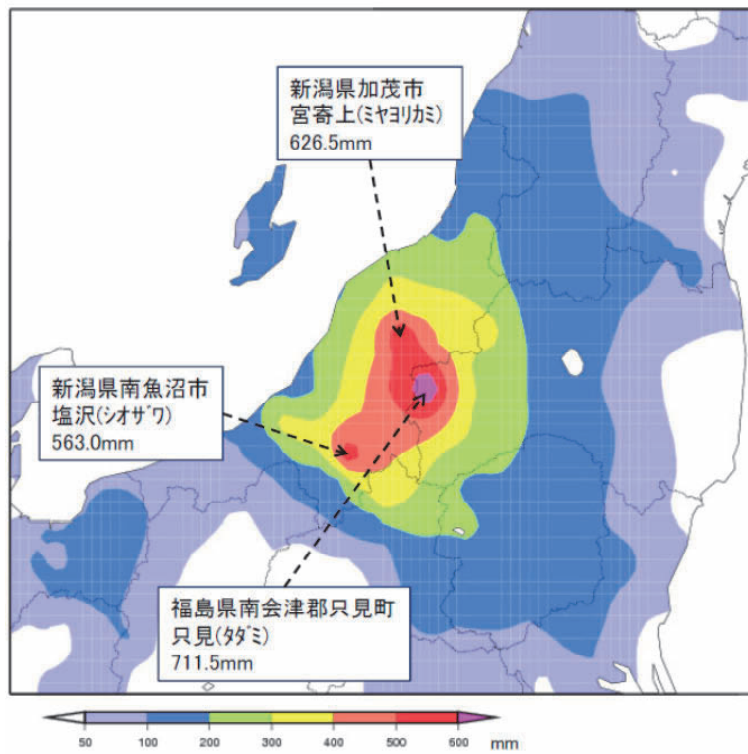 新潟県加茂市
宮寄上(ミヤヨリカミ)
626.5mm
新潟県南魚沼市
塩沢(シオザワ)
563.0mm
福島県南会津郡只見町
只見(タダミ)
711.5mm
50 100 200 300 400 500 600 mm